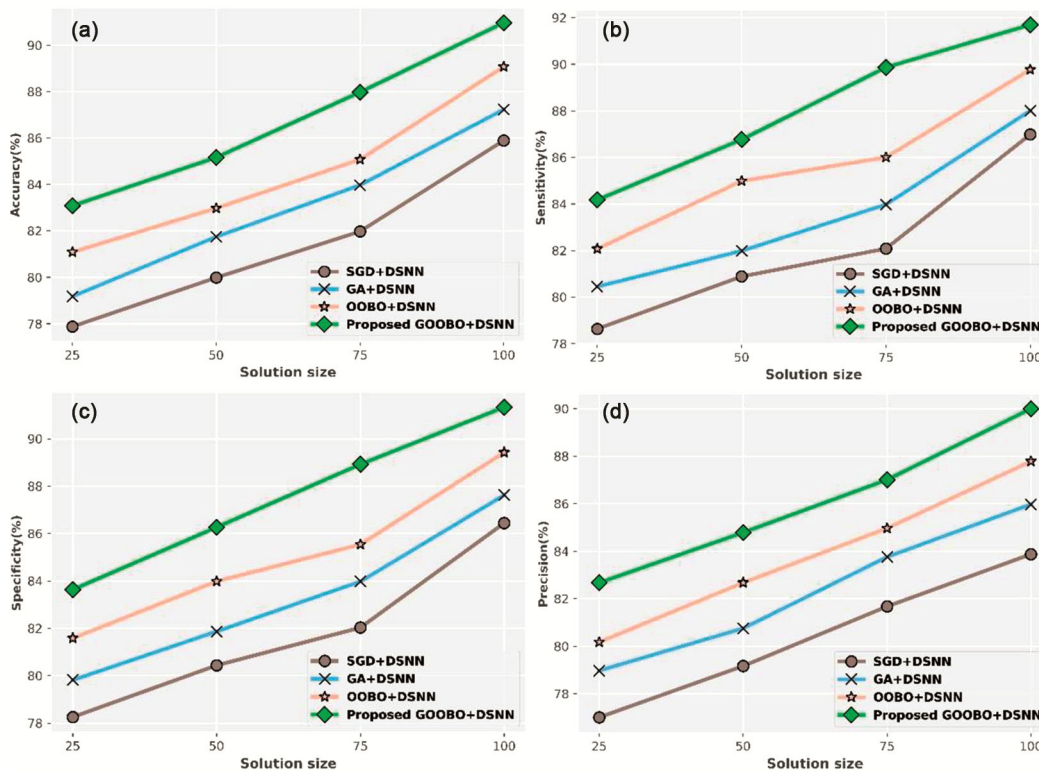 (a)
Accuracy(%)
90
88
86
84
82
80
78
SGD+DSNN
GA+DSNN
OOBO+DSNN
Proposed GOOBO+DSNN
25 50 75 100
Solution size
(b)
Sensitivity(%)
92
90
88
86
84
82
80
78
SGD+DSNN
GA+DSNN
OOBO+DSNN
Proposed GOOBO+DSNN
25 50 75 100
Solution size
(c)
Specificity(%)
90
88
86
84
82
80
78
SGD+DSNN
GA+DSNN
OOBO+DSNN
Proposed GOOBO+DSNN
25 50 75 100
Solution size
(d)
Precision(%)
90
88
86
84
82
80
78
SGD+DSNN
GA+DSNN
OOBO+DSNN
Proposed GOOBO+DSNN
25 50 75 100
Solution size